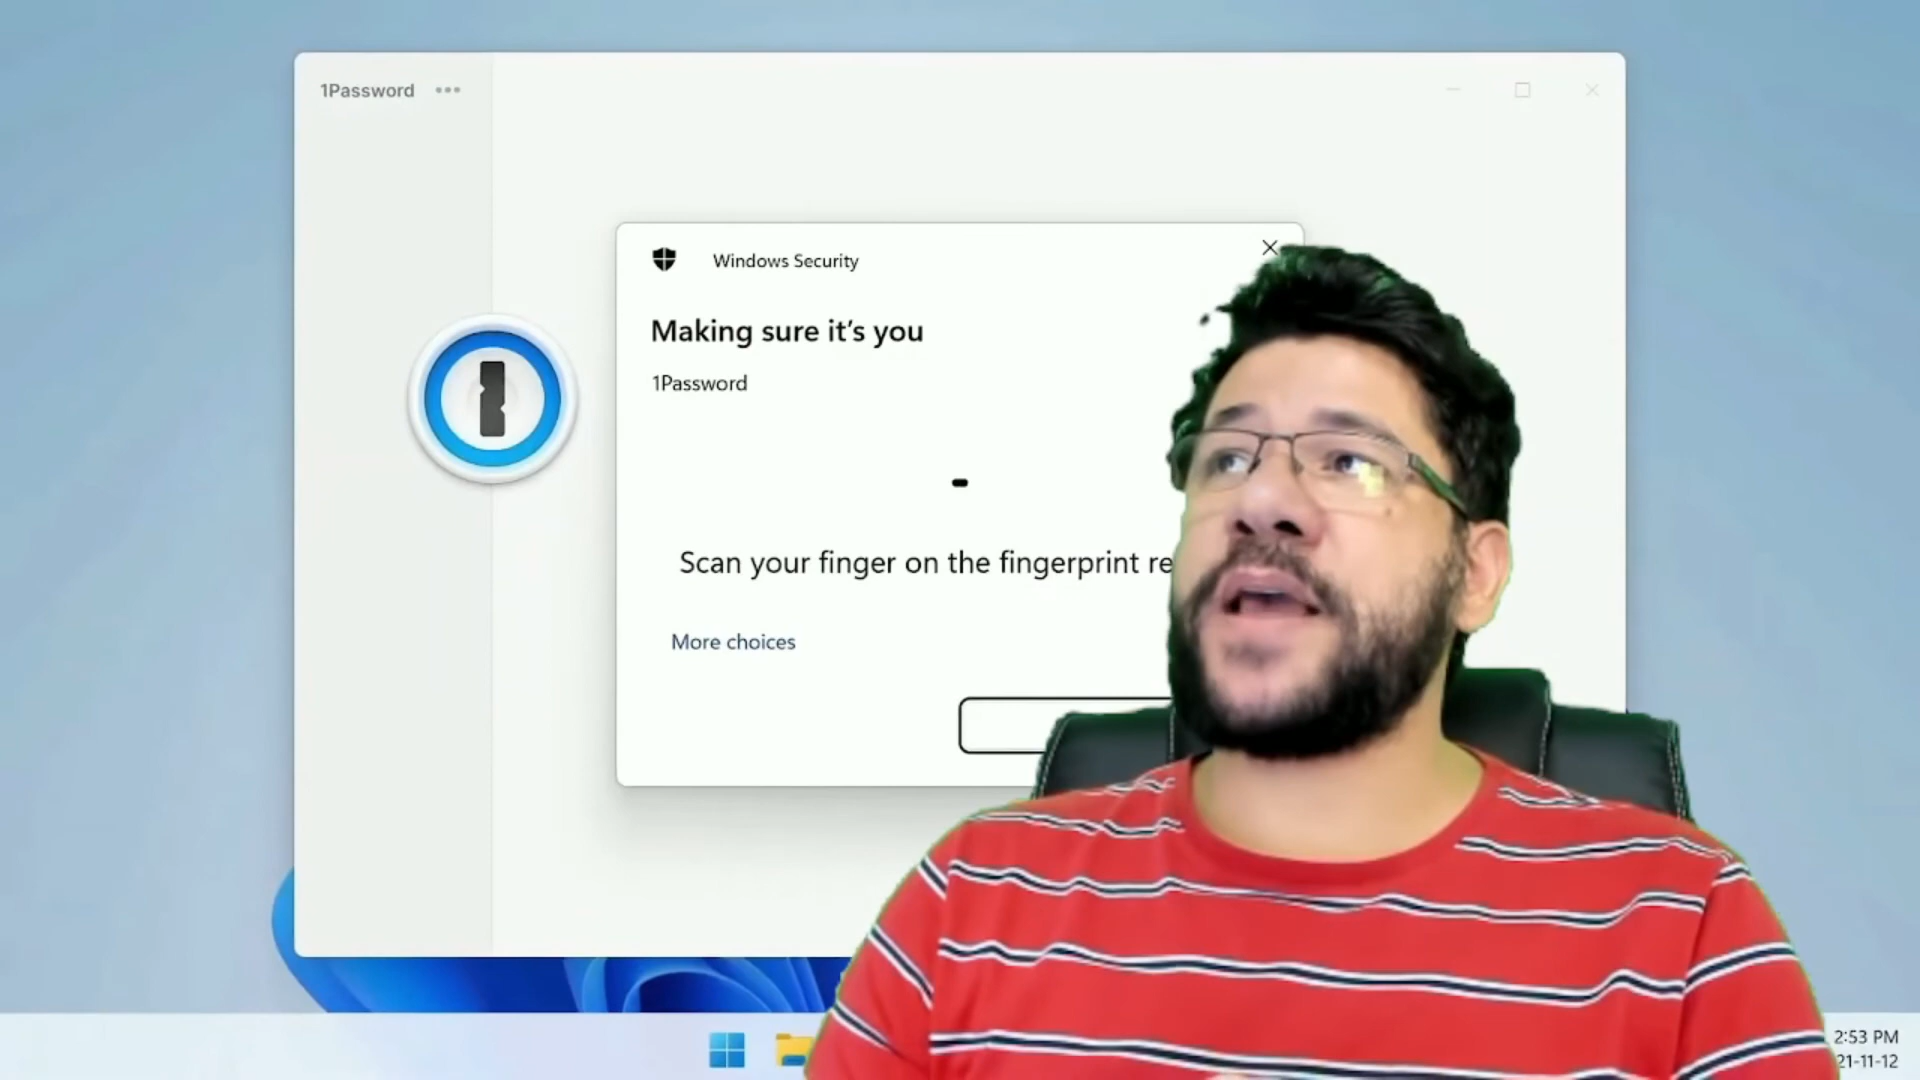 1Password
Windows Security
Making sure it's you
1Password
Scan your finger on the fingerprint
More choices
2:53 PM
21-11-12